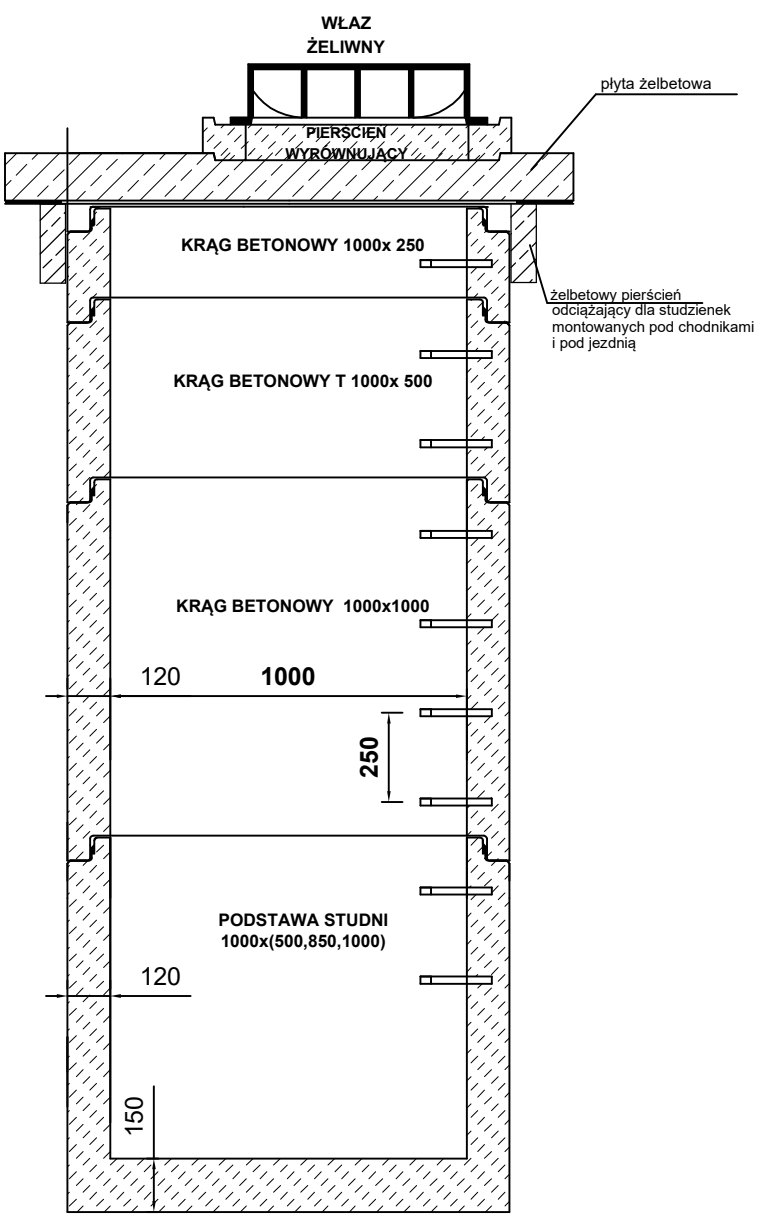 WŁAZ
ŻELIWNY
płyta żelbetowa
PIERSCIEŃ
WYRÓWNUJĄCY
KRĄG BETONOWY 1000x 250
żelbetowy pierścień
odciążający dla studzienek
montowanych pod chodnikami
i pod jezdnią
KRĄG BETONOWY T 1000x 500
KRĄG BETONOWY 1000x1000
120
1000
250
PODSTAWA STUDNI
1000x(500,850,1000)
120
150